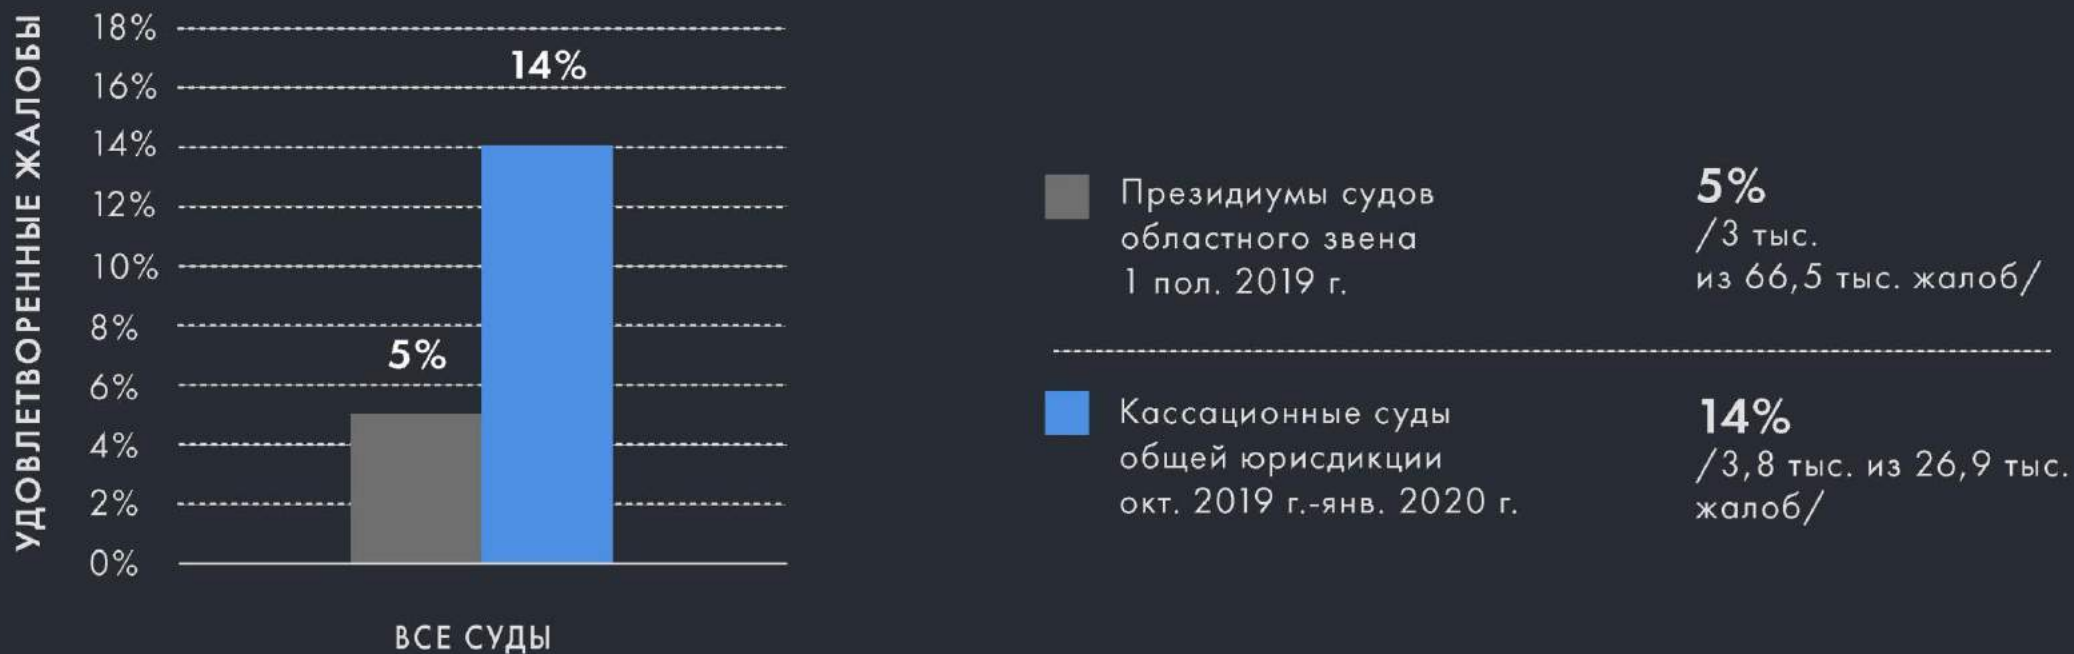 УДОВЛЕТВОРЕННЫЕ ЖАЛОБЫ
18%
16%
14%
12%
10%
8%
6%
4%
2%
0%
14%
5%
ВСЕ СУДЫ
Президиумы судов
областного звена
1 пол. 2019 г.
5%
/3 тыс.
из 66,5 тыс. жалоб/
Кассационные суды
общей юрисдикции
окт. 2019 г.-янв. 2020 г.
14%
/3,8 тыс. из 26,9 тыс.
жалоб/